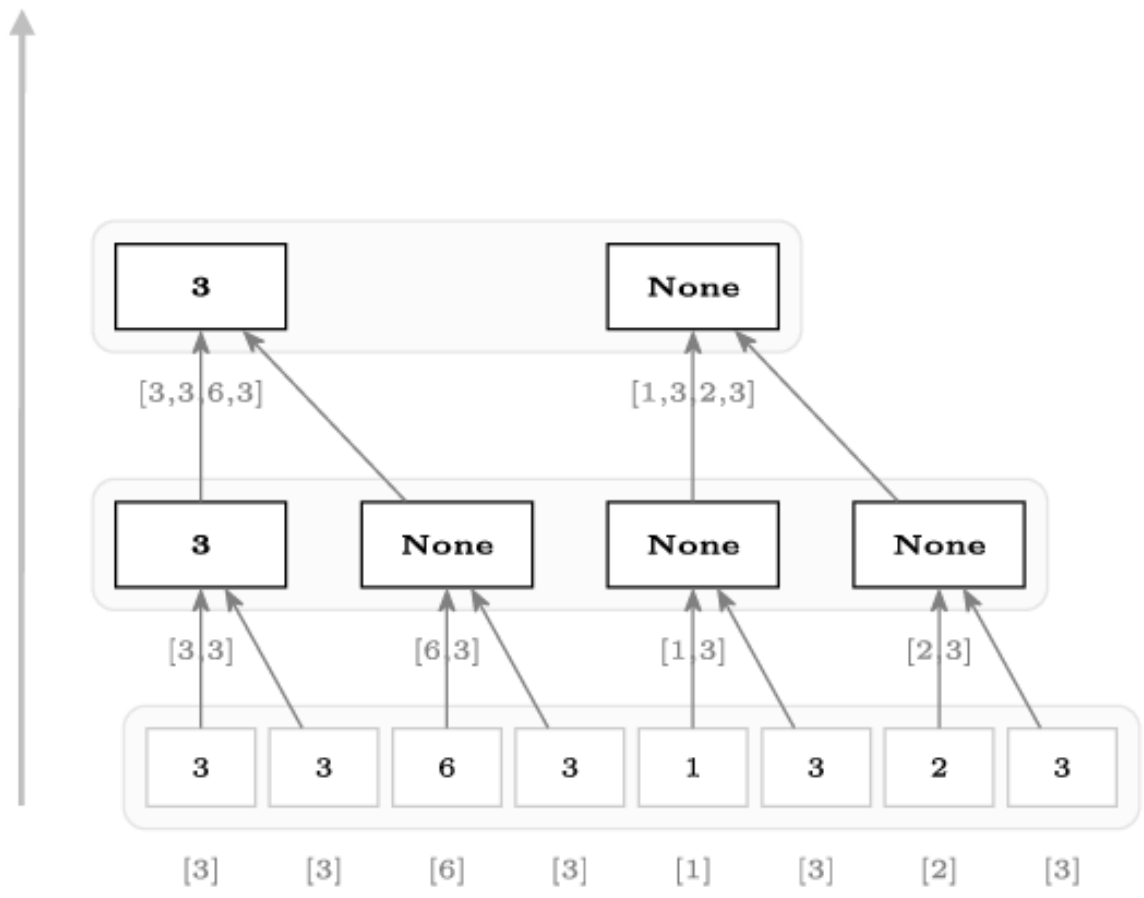 3 None
[3,3,6,3] [1,3,2,3]
3 None None None
[3,3] [6,3] [1,3] [2,3]
3 3 6 3 1 3 2 3
[3] [3] [6] [3] [1] [3] [2] [3]